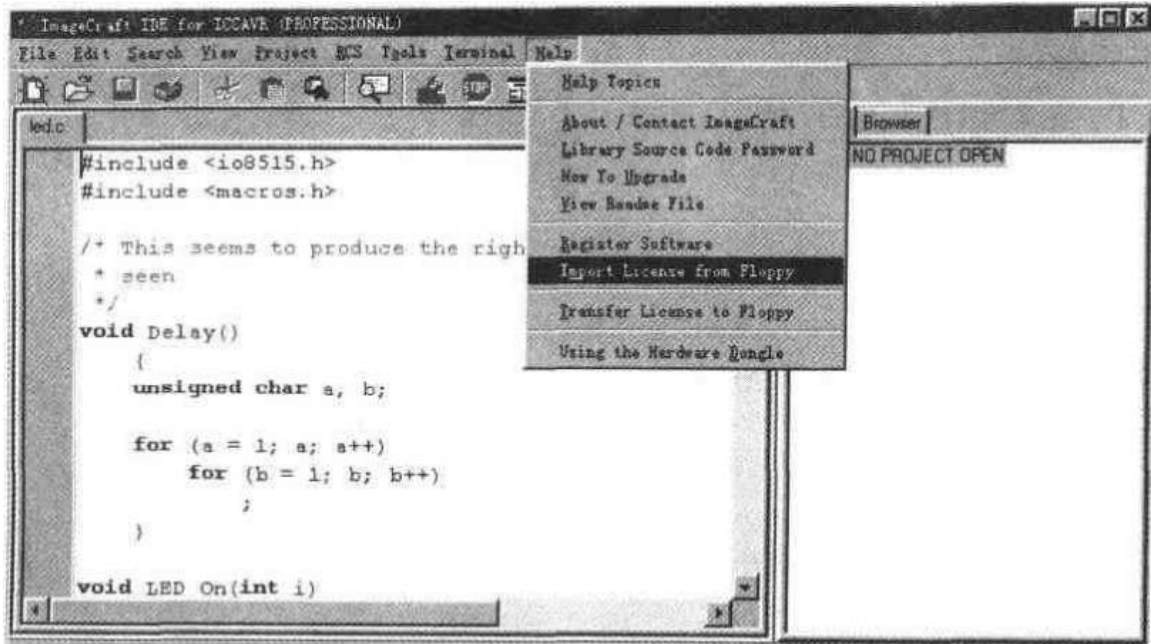 ImageCraft IDE for ICCAVR (PROFESSIONAL)
File Edit Search View Project RCS Tools Terminal Help
Help Topics
About / Contact ImageCraft
Library Source Code Password
How To Upgrade
View Readme File
Register Software
Import License from Floppy
Transfer License to Floppy
Using the Hardware Dongle
led.c
#include <io8515.h>
#include <macros.h>
/* This seems to produce the righ
* seen
*/
void Delay()
{
unsigned char a, b;
for (a = 1; a; a++)
for (b = 1; b; b++)
;
}
void LED_On(int i)
Browser
NO PROJECT OPEN
STOP